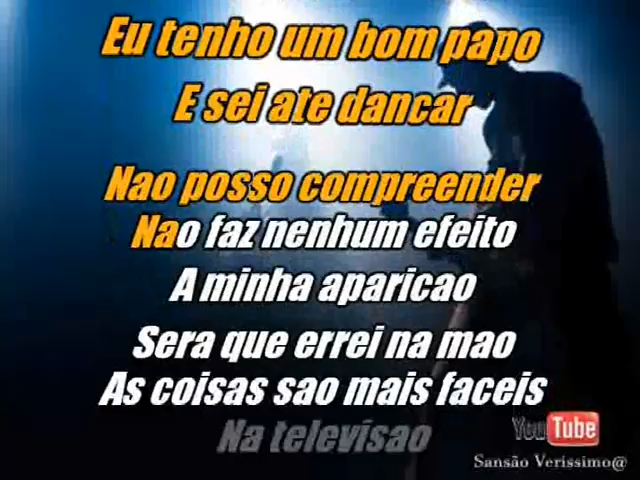 Eu tenho um bom papo
E sei ate dancar
Nao posso compreender
Nao faz nenhum efeito
A minha aparicao
Sera que errei na mao
As coisas sao mais faceis
Na televisao
YouTube
Sansão Veríssimo@